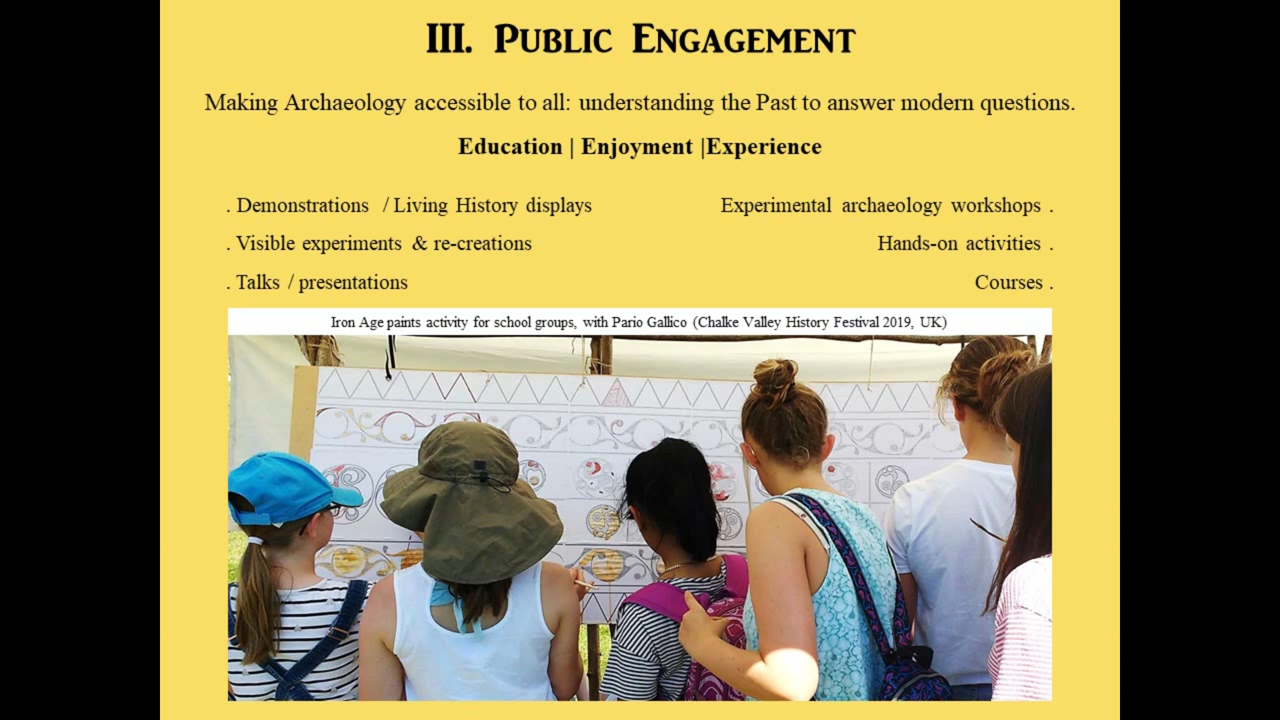 III. Public Engagement
Making Archaeology accessible to all: understanding the Past to answer modern questions.
Education | Enjoyment |Experience
. Demonstrations / Living History displays
. Visible experiments & re-creations
. Talks / presentations
Experimental archaeology workshops .
Hands-on activities .
Courses .
Iron Age paints activity for school groups, with Pario Gallico (Chalke Valley History Festival 2019, UK)